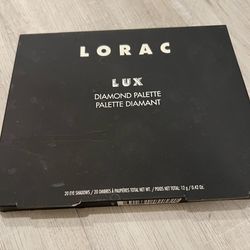 LORAC
LUX
DIAMOND PALETTE
PALETTE DIAMANT
20 EYE SHADOWS / 20 OMBRES À PAUPIÈRES TOTAL NET WT. / POIDS NET TOTAL: 12 g / 0.42 Oz.